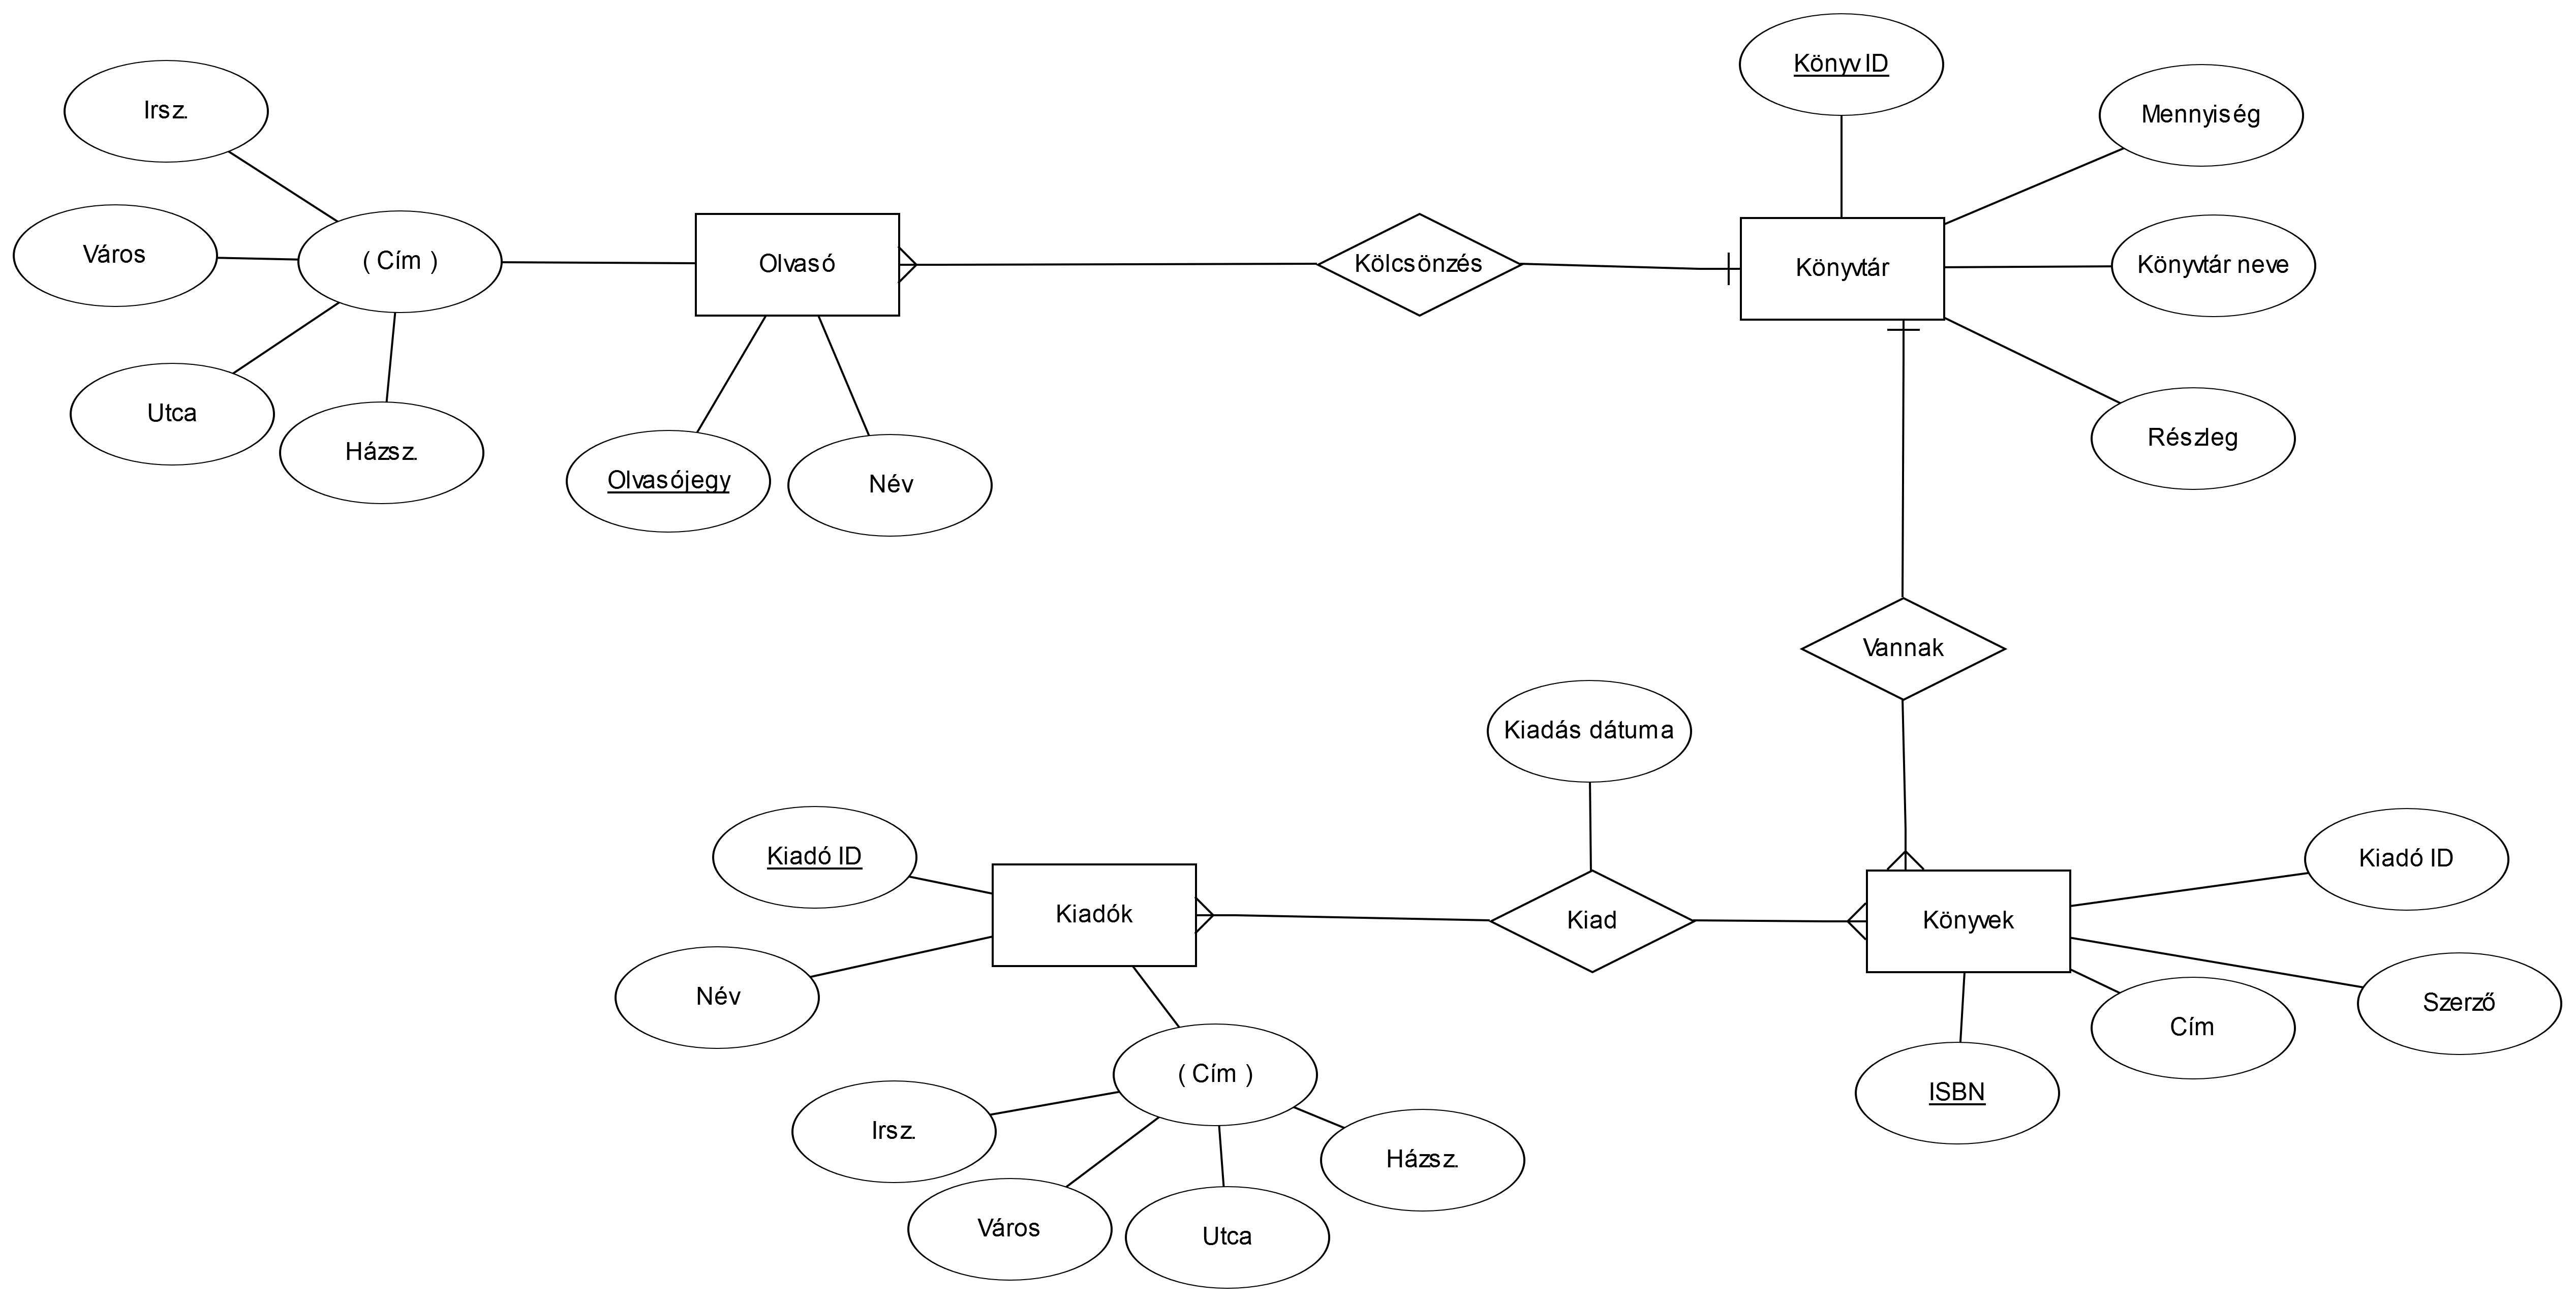 Könyv ID
Irsz.
Mennyiség
Város
( Cím )
Olvasó
Kölcsönzés
Könyvtár
Könyvtár neve
Utca
Házsz.
Olvasójegy
Név
Részleg
Vannak
Kiadás dátuma
Kiadó ID
Kiadók
Kiad
Könyvek
Kiadó ID
Név
Szerző
Cím
( Cím )
ISBN
Irsz.
Házsz.
Város
Utca